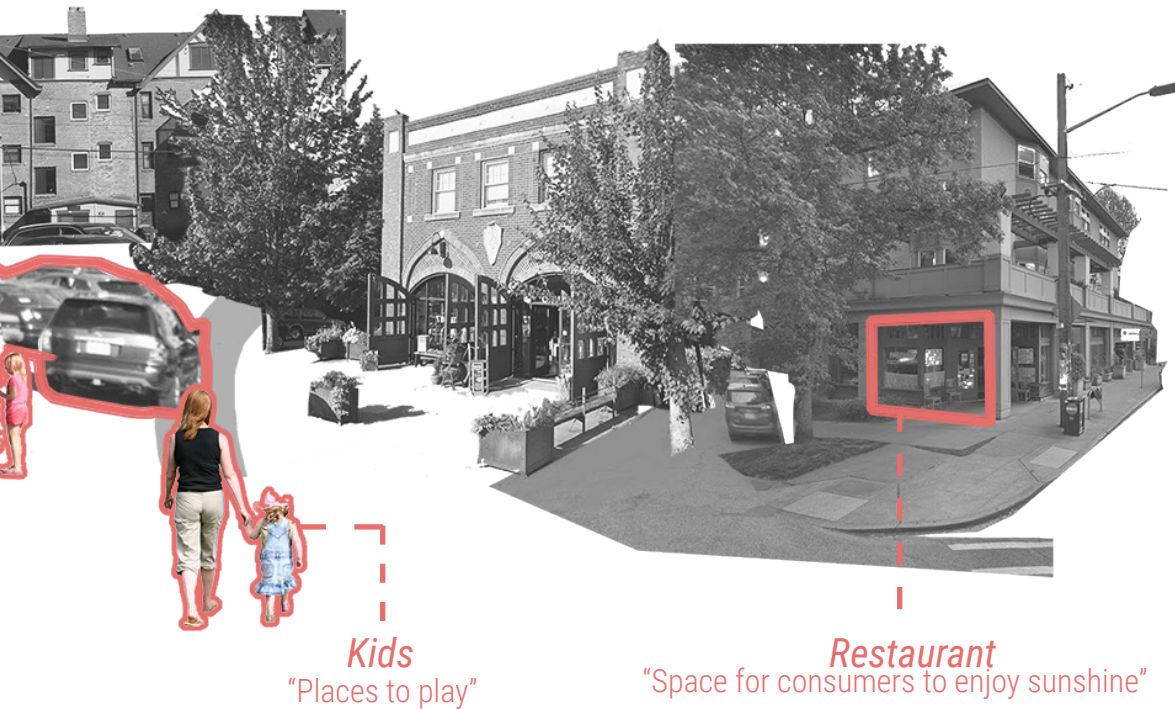 Kids
“Places to play”
Restaurant
“Space for consumers to enjoy sunshine”